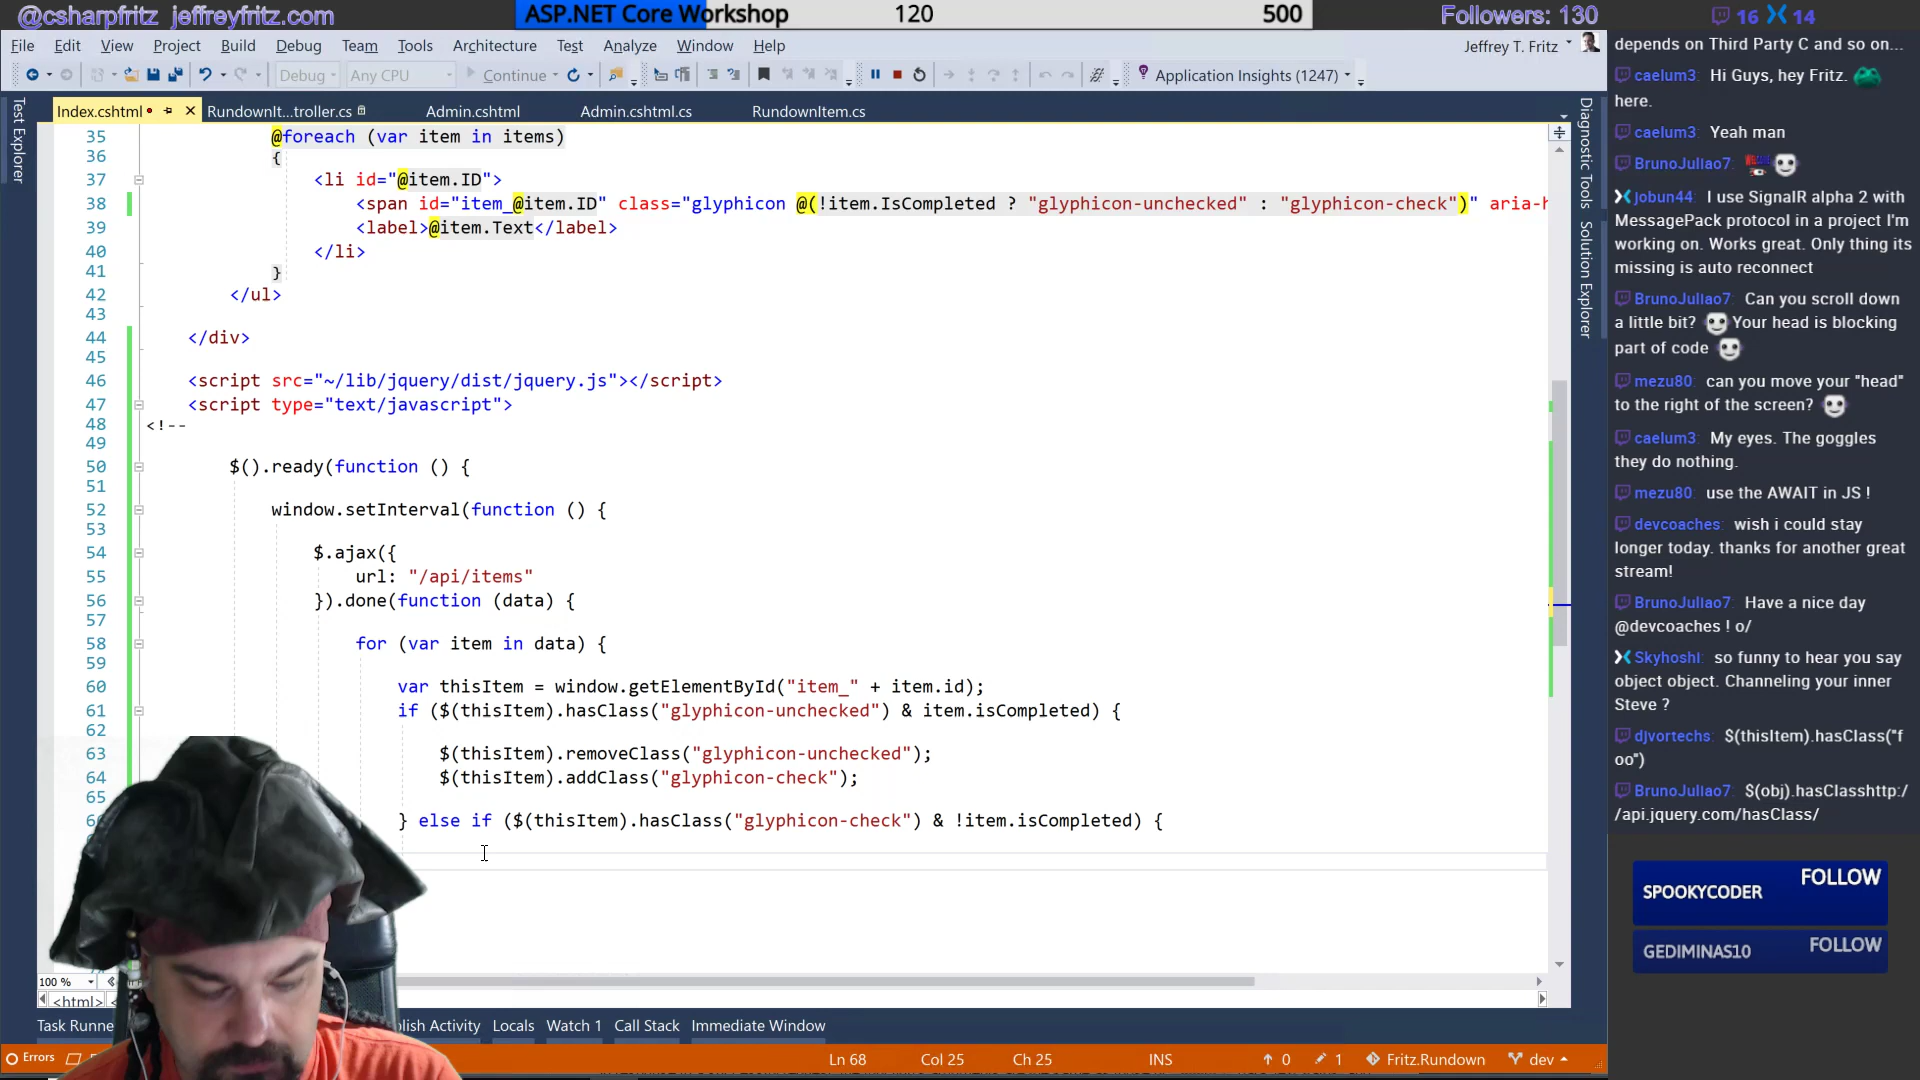 @csharpfritz jeffreyfritz.com
ASP.NET Core Workshop 120 500
Followers: 130
16 14
File Edit View Project Build Debug Team Tools Architecture Test Analyze Window Help
Jeffrey T. Fritz
Debug Any CPU Continue Application Insights (1247)
Test Explorer
Index.cshtml RundownIt...troller.cs Admin.cshtml Admin.cshtml.cs RundownItem.cs
35 @foreach (var item in items)
36 {
37 <li id="@item.ID">
38 <span id="item_@item.ID" class="glyphicon @(!item.IsCompleted ? "glyphicon-unchecked" : "glyphicon-check")" aria-h
39 <label>@item.Text</label>
40 </li>
41 }
42 </ul>
43
44 </div>
45
46 <script src="~/lib/jquery/dist/jquery.js"></script>
47 <script type="text/javascript">
48 <!--
49
50 $().ready(function () {
51
52 window.setInterval(function () {
53
54 $.ajax({
55 url: "/api/items"
56 }).done(function (data) {
57
58 for (var item in data) {
59
60 var thisItem = window.getElementById("item_" + item.id);
61 if ($(thisItem).hasClass("glyphicon-unchecked") & item.isCompleted) {
62
63 $(thisItem).removeClass("glyphicon-unchecked");
64 $(thisItem).addClass("glyphicon-check");
65
66 } else if ($(thisItem).hasClass("glyphicon-check") & !item.isCompleted) {
100 %
<html>
Task Runne
blish Activity Locals Watch 1 Call Stack Immediate Window
Errors
Ln 68 Col 25 Ch 25 INS 0 1 Fritz.Rundown dev
Diagnostic Tools
Solution Explorer
depends on Third Party C and so on...
caelum3: Hi Guys, hey Fritz.
here.
caelum3: Yeah man
BrunoJuliao7:
jobun44: I use SignalR alpha 2 with
MessagePack protocol in a project I'm
working on. Works great. Only thing its
missing is auto reconnect
BrunoJuliao7: Can you scroll down
a little bit? Your head is blocking
part of code
mezu80: can you move your "head"
to the right of the screen?
caelum3: My eyes. The goggles
they do nothing.
mezu80: use the AWAIT in JS !
devcoaches: wish i could stay
longer today. thanks for another great
stream!
BrunoJuliao7: Have a nice day
@devcoaches ! o/
Skyhoshi: so funny to hear you say
object object. Channeling your inner
Steve ?
djvortechs: $(thisItem).hasClass("f
oo")
BrunoJuliao7: $(obj).hasClasshttp:/
/api.jquery.com/hasClass/
SPOOKYCODER FOLLOW
GEDIMINAS10 FOLLOW